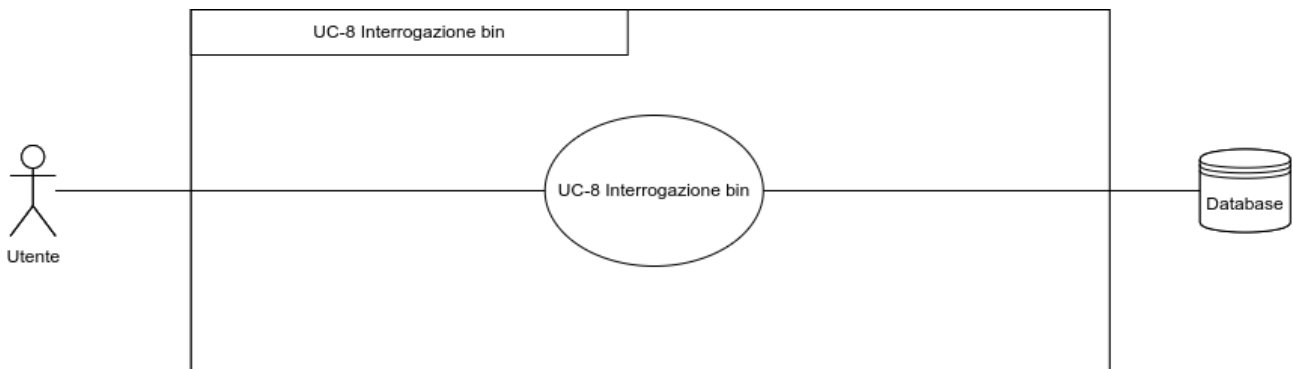 UC-8 Interrogazione bin
UC-8 Interrogazione bin
Utente
Database